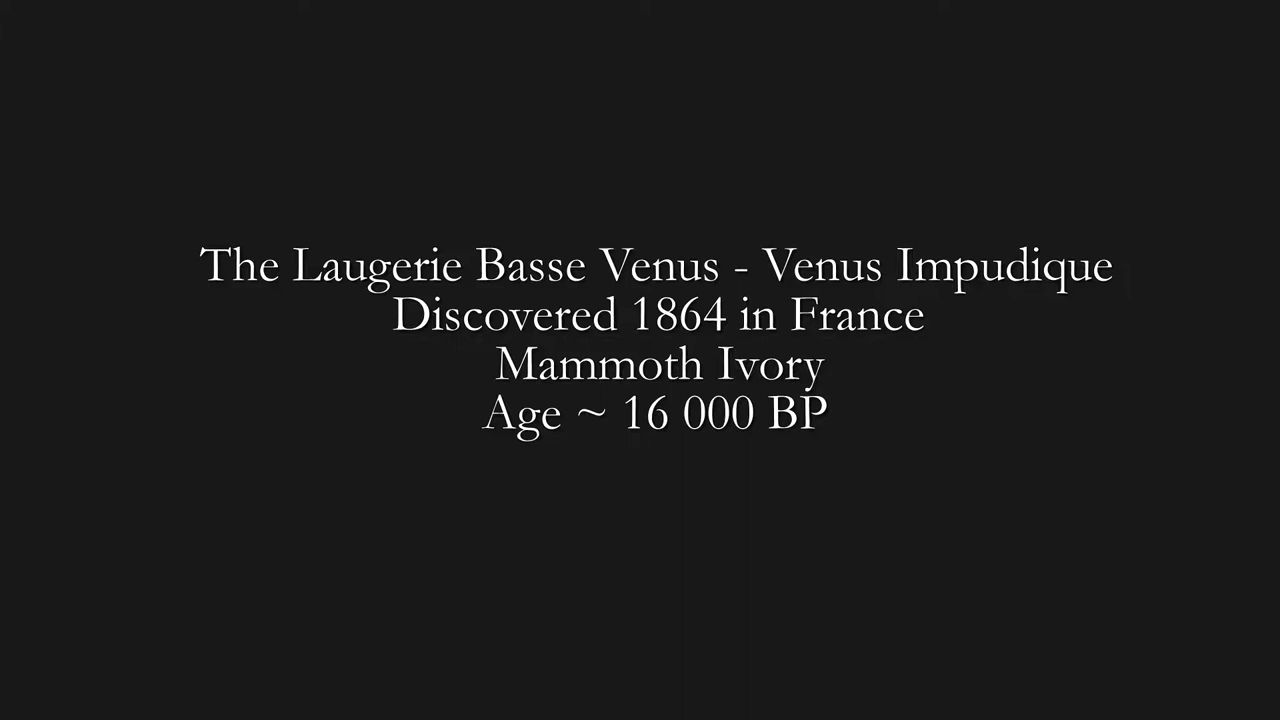 The Laugerie Basse Venus - Venus Impudique
Discovered 1864 in France
Mammoth Ivory
Age ~ 16 000 BP